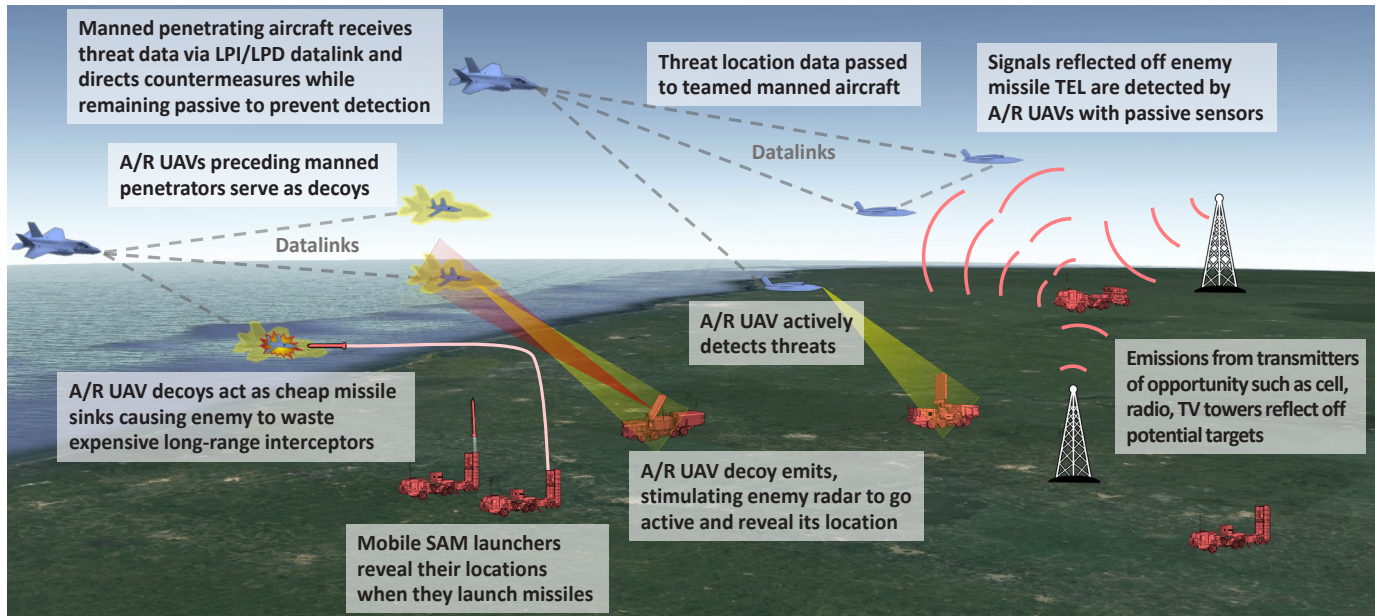 Manned penetrating aircraft receives
threat data via LPI/LPD datalink and
directs countermeasures while
remaining passive to prevent detection
Threat location data passed
to teamed manned aircraft
Signals reflected off enemy
missile TEL are detected by
A/R UAVs with passive sensors
Datalinks
A/R UAVs preceding manned
penetrators serve as decoys
Datalinks
A/R UAV actively
detects threats
A/R UAV decoys act as cheap missile
sinks causing enemy to waste
expensive long-range interceptors
Emissions from transmitters
of opportunity such as cell,
radio, TV towers reflect off
potential targets
A/R UAV decoy emits,
stimulating enemy radar to go
active and reveal its location
Mobile SAM launchers
reveal their locations
when they launch missiles